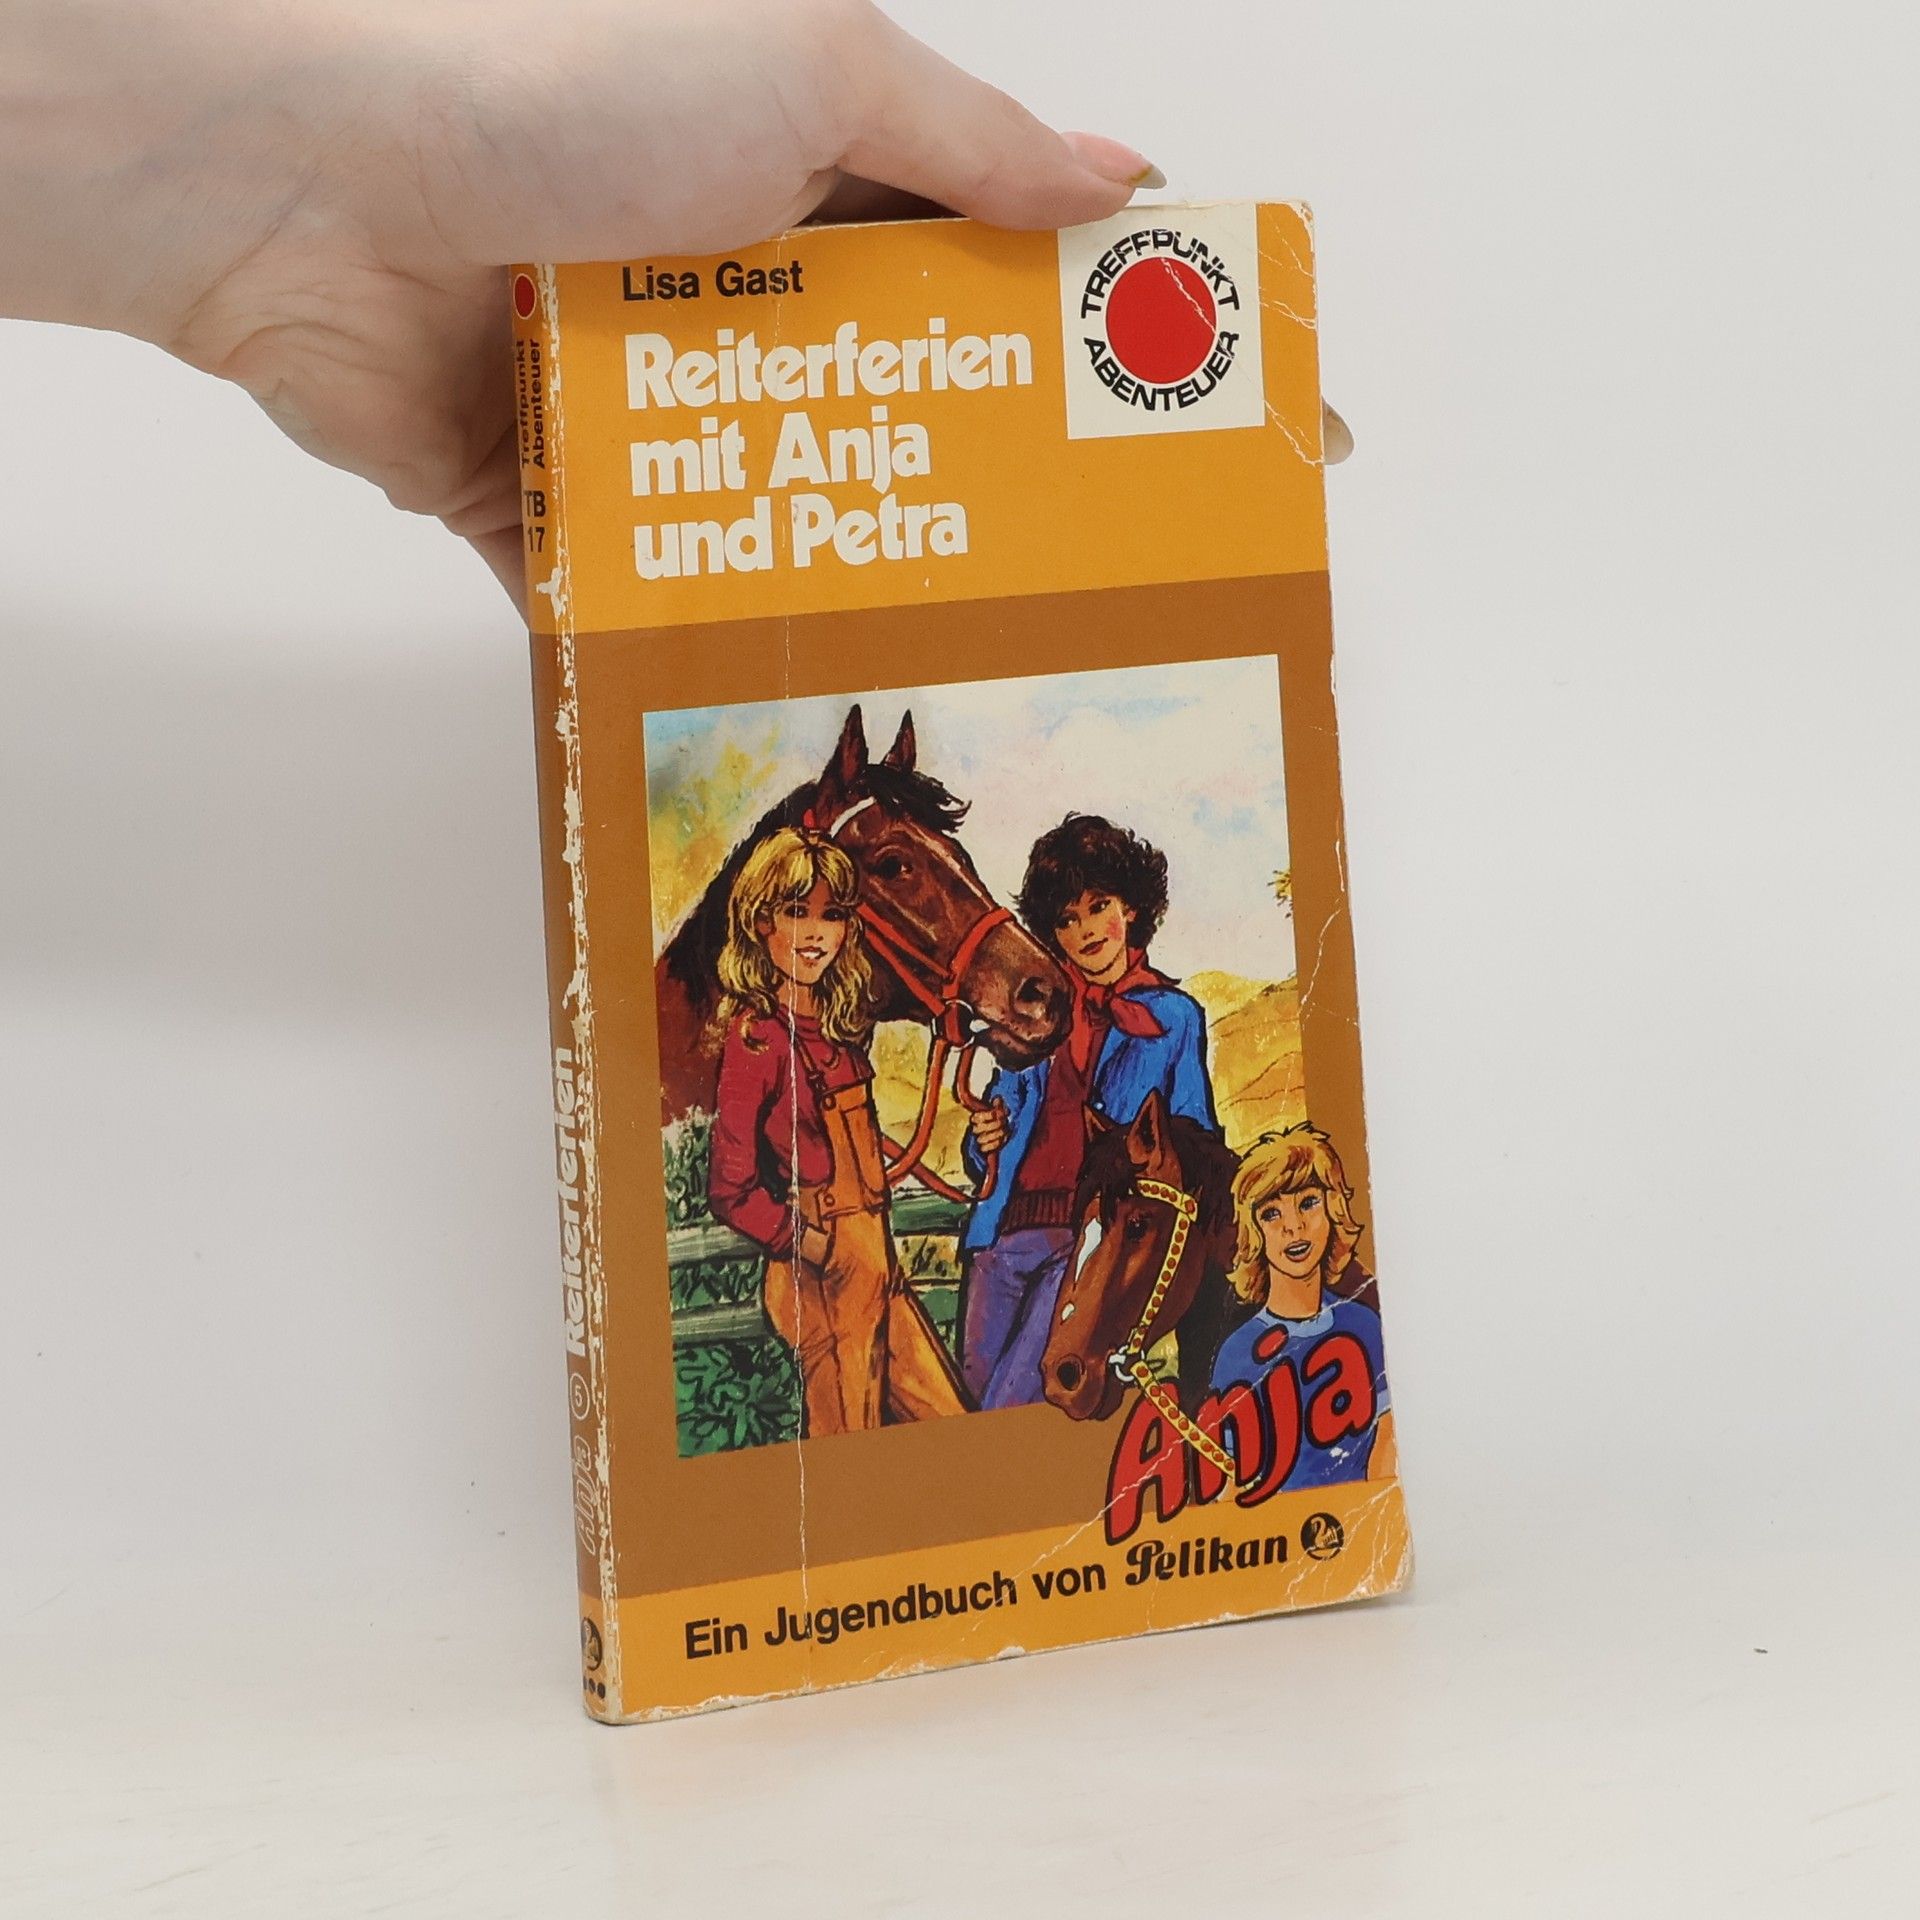 Lisa Gast
Reiterferien
mit Anja
und Petra
TREFFPUNKT
ABENTEUER
Anja
Ein Jugendbuch von Pelikan
Treffpunkt
Abenteuer
TB
17
Reiterferien
5
Anja